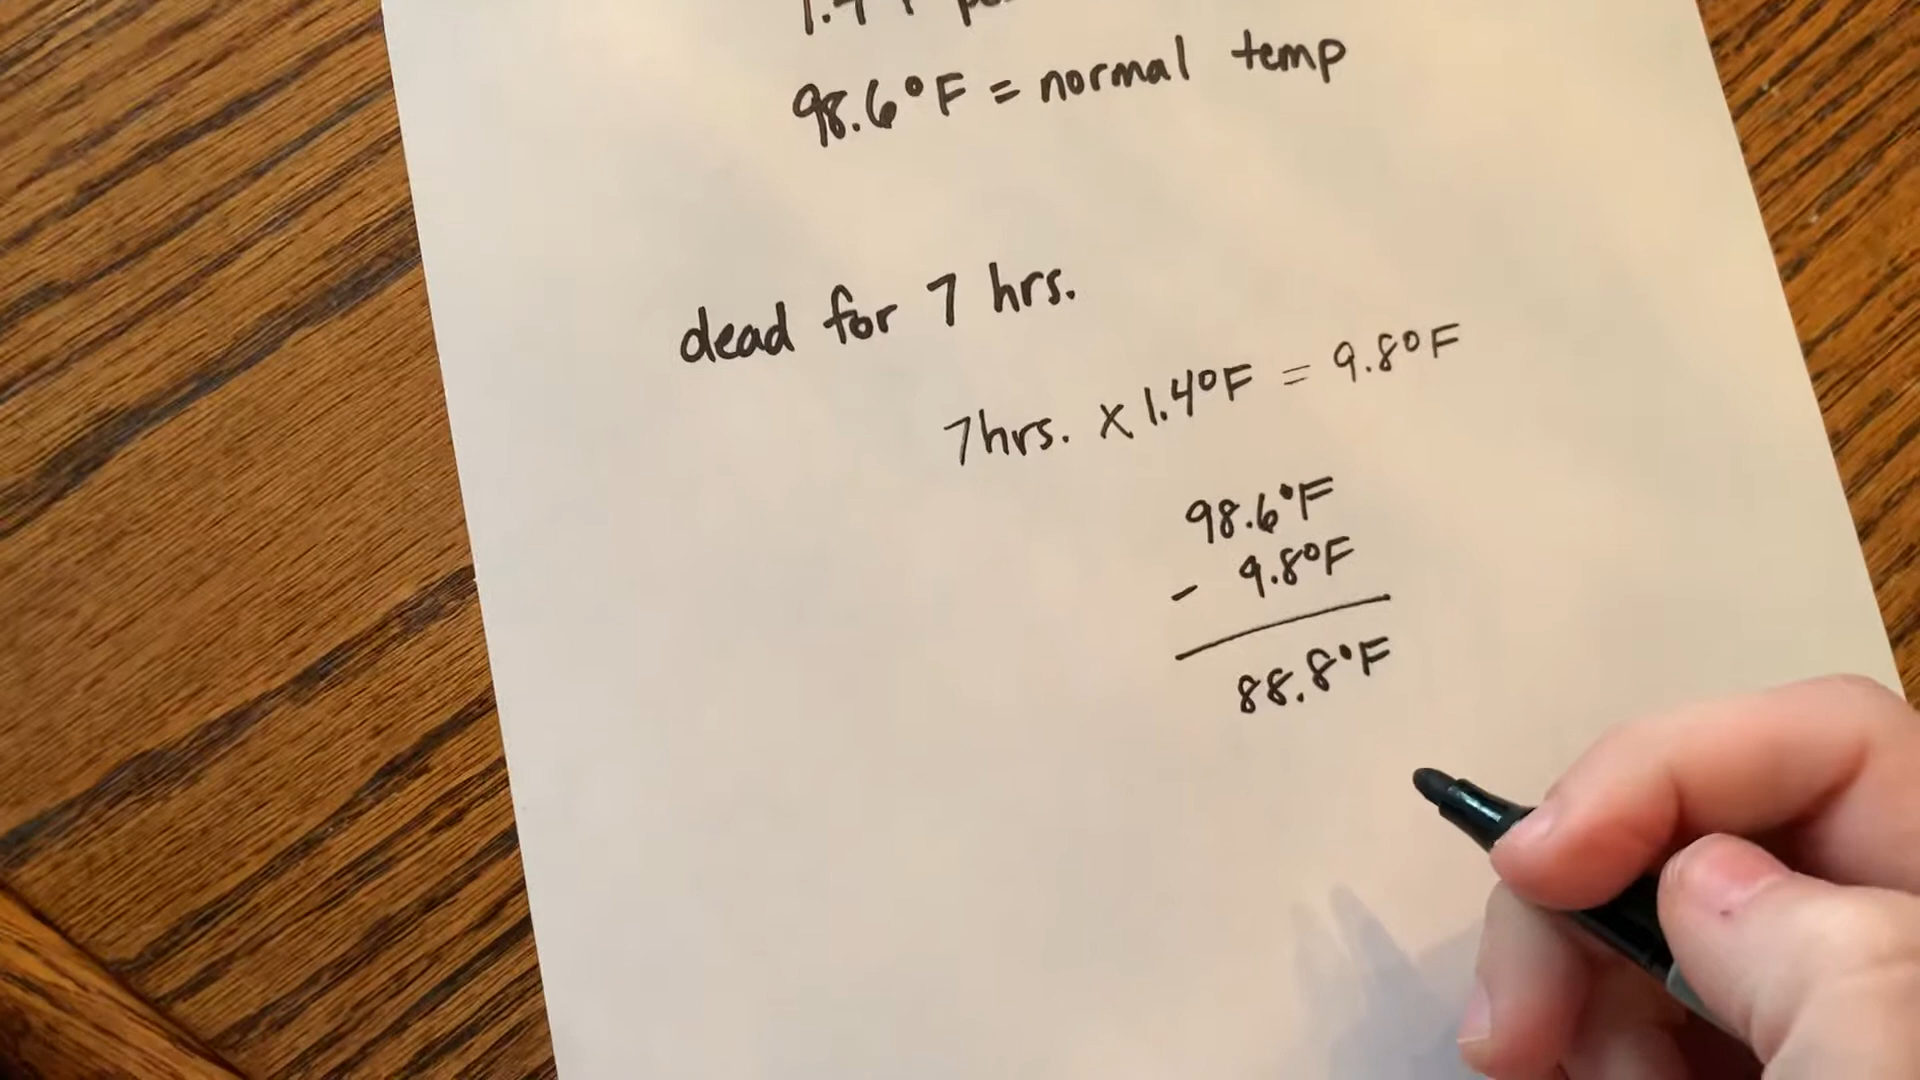 98.6°F = normal temp
dead for 7 hrs.
7hrs. x 1.4°F = 9.8°F
98.6°F
- 9.8°F
88.8°F